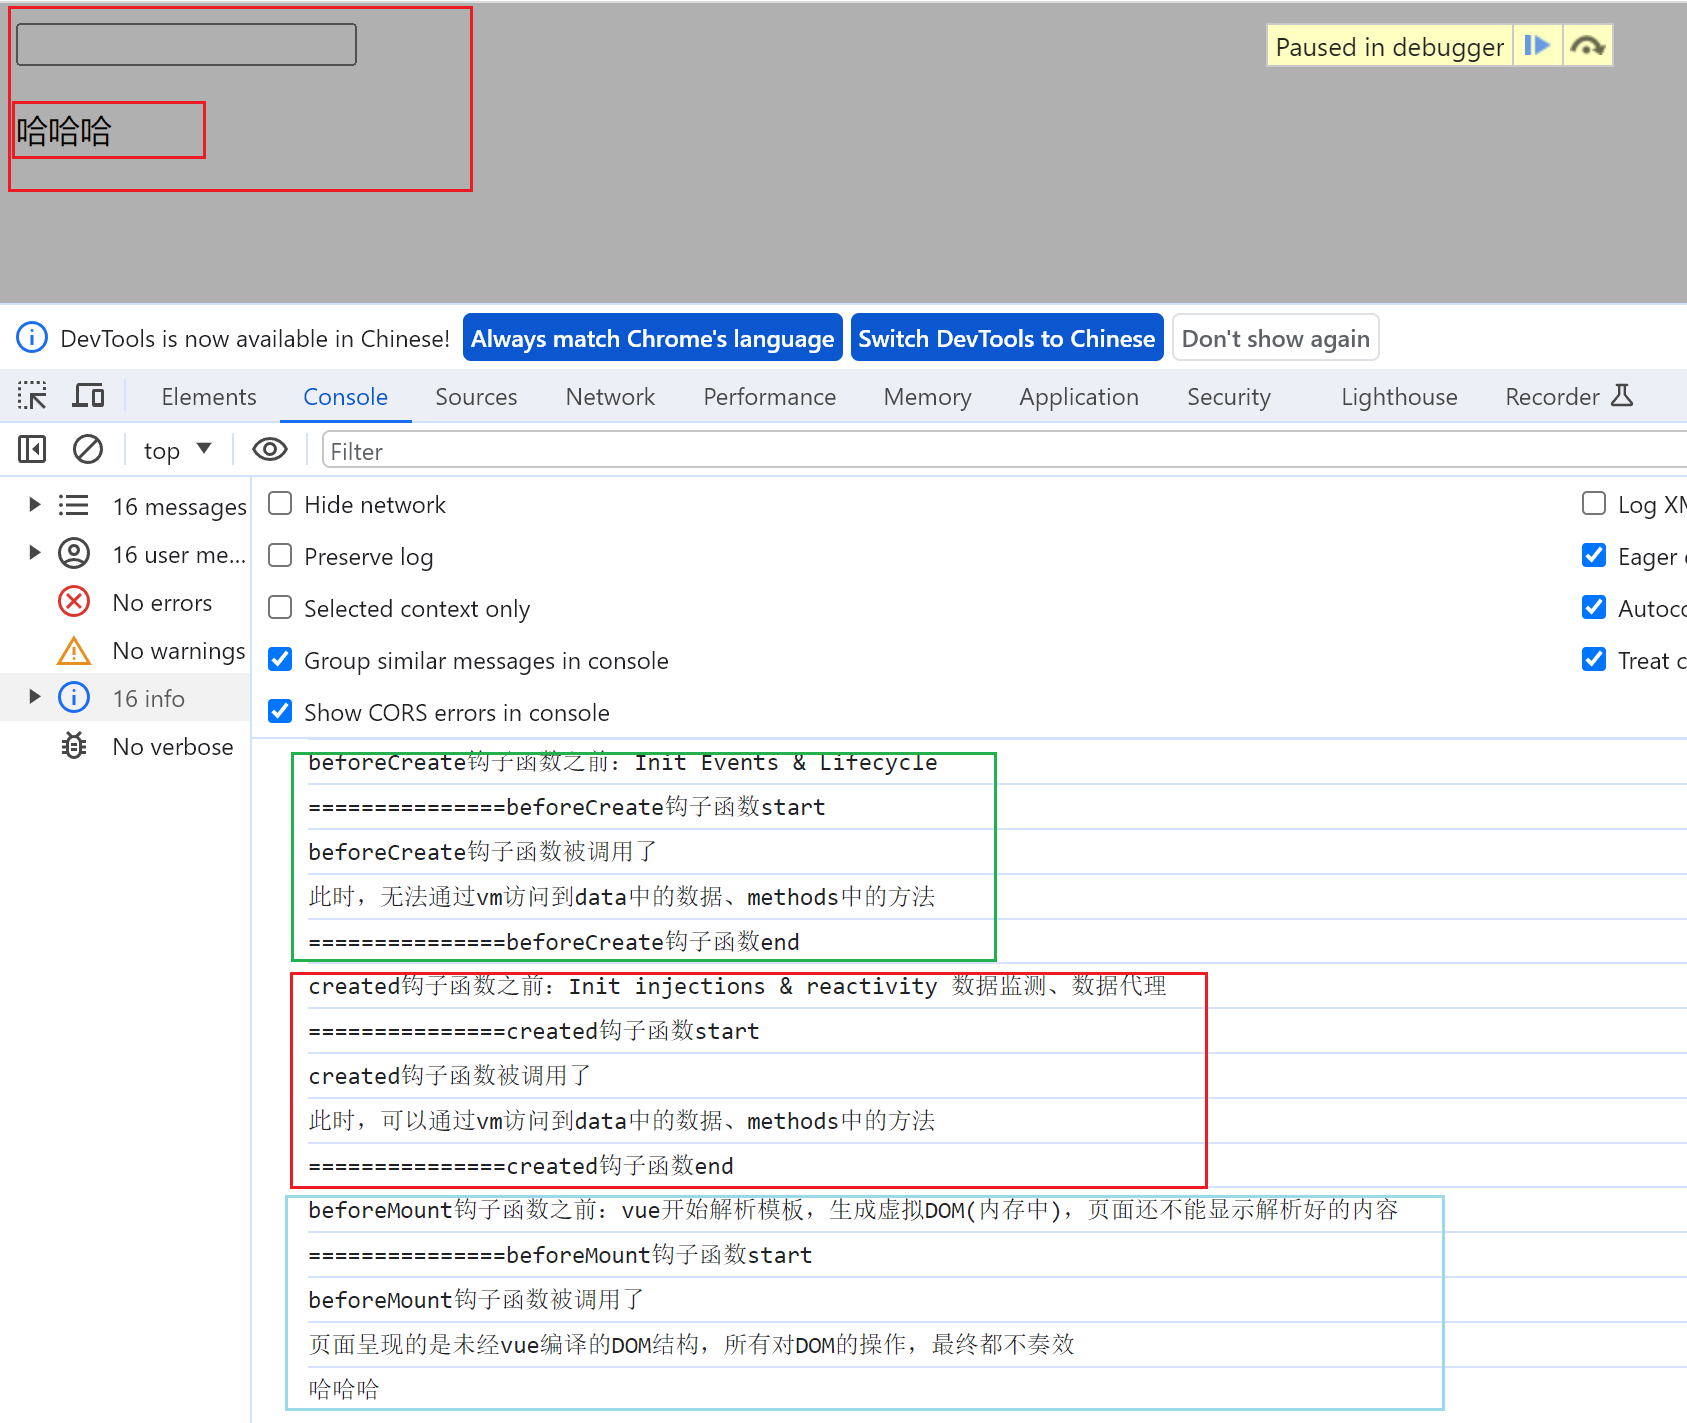 Paused in debugger
哈哈哈
DevTools is now available in Chinese! Always match Chrome's language Switch DevTools to Chinese Don't show again
Elements Console Sources Network Performance Memory Application Security Lighthouse Recorder
top Filter
16 messages
16 user me...
No errors
No warnings
16 info
No verbose
Hide network
Preserve log
Selected context only
Group similar messages in console
Show CORS errors in console
Log XM
Eager
Autoco
Treat c
beforeCreate钩子函数之前：Init Events & Lifecycle
===============beforeCreate钩子函数start
beforeCreate钩子函数被调用了
此时，无法通过vm访问到data中的数据、methods中的方法
===============beforeCreate钩子函数end
created钩子函数之前：Init injections & reactivity 数据监测、数据代理
===============created钩子函数start
created钩子函数被调用了
此时，可以通过vm访问到data中的数据、methods中的方法
===============created钩子函数end
beforeMount钩子函数之前：vue开始解析模板，生成虚拟DOM(内存中)，页面还不能显示解析好的内容
===============beforeMount钩子函数start
beforeMount钩子函数被调用了
页面呈现的是未经vue编译的DOM结构，所有对DOM的操作，最终都不奏效
哈哈哈